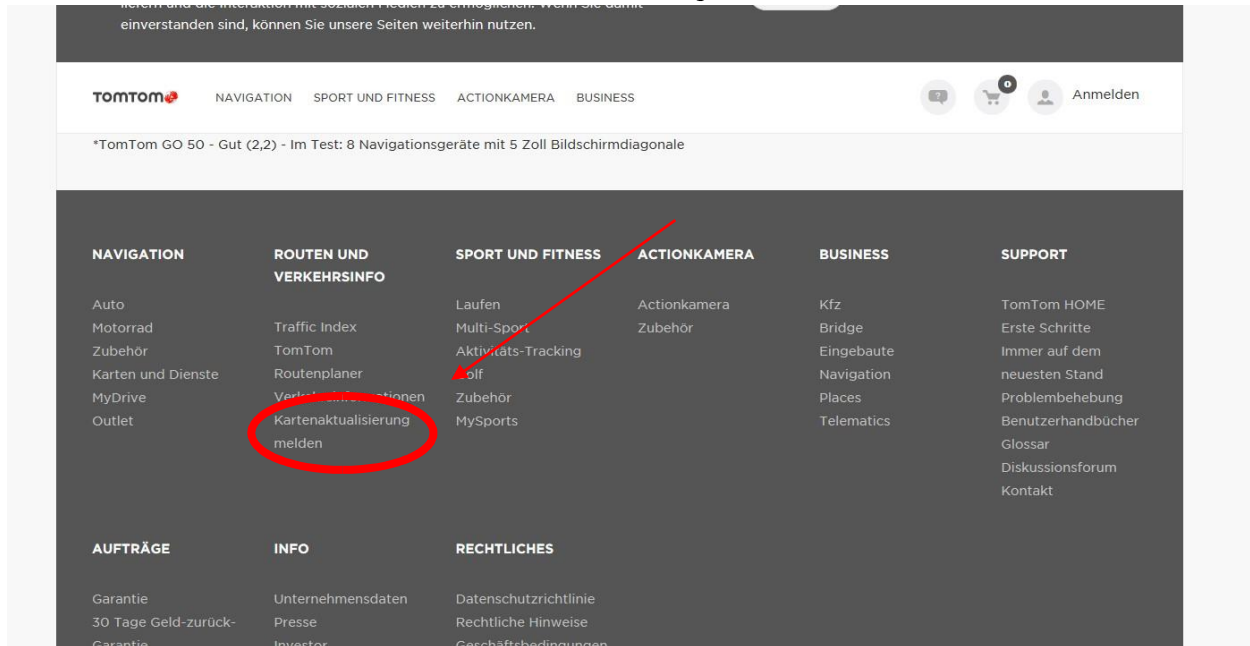 einverstanden sind, können Sie unsere Seiten weiterhin nutzen.
TOMTOM NAVIGATION SPORT UND FITNESS ACTIONKAMERA BUSINESS ? 0 Anmelden
*TomTom GO 50 - Gut (2,2) - Im Test: 8 Navigationsgeräte mit 5 Zoll Bildschirmdiagonale
NAVIGATION
Auto
Motorrad
Zubehör
Karten und Dienste
MyDrive
Outlet
ROUTEN UND
VERKEHRSINFO
Traffic Index
TomTom
Routenplaner
Verkehrsinformationen
Kartenaktualisierung
melden
SPORT UND FITNESS
Laufen
Multi-Sport
Aktivitäts-Tracking
Golf
Zubehör
MySports
ACTIONKAMERA
Actionkamera
Zubehör
BUSINESS
Kfz
Bridge
Eingebaute
Navigation
Places
Telematics
SUPPORT
TomTom HOME
Erste Schritte
Immer auf dem
neuesten Stand
Problembehebung
Benutzerhandbücher
Glossar
Diskussionsforum
Kontakt
AUFTRÄGE
Garantie
30 Tage Geld-zurück-
Garantie
INFO
Unternehmensdaten
Presse
Investor
RECHTLICHES
Datenschutzrichtlinie
Rechtliche Hinweise
Geschäftsbedingungen